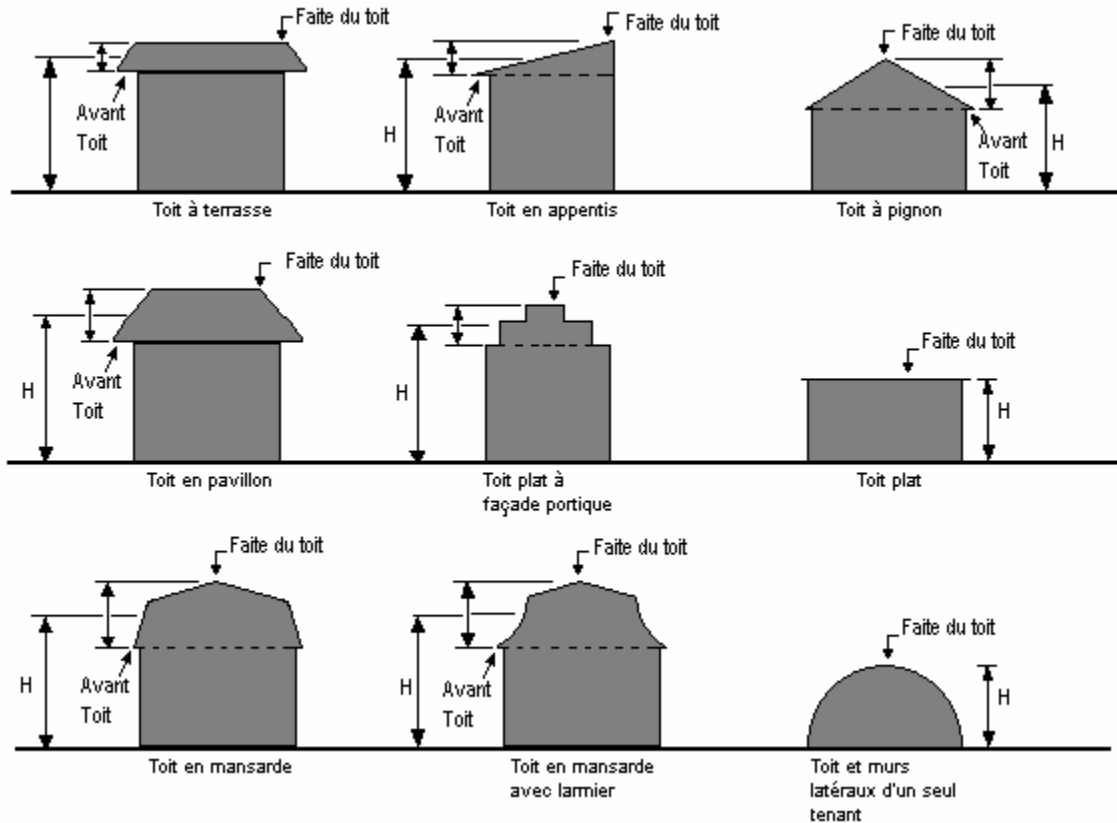 Faite du toit
Avant
Toit
Toit à terrasse
Faite du toit
H
Avant
Toit
Toit en appentis
Faite du toit
Avant
Toit
H
Toit à pignon
Faite du toit
H
Avant
Toit
Toit en pavillon
Faite du toit
H
Toit plat à
façade portique
Faite du toit
H
Toit plat
Faite du toit
H
Avant
Toit
Toit en mansarde
Faite du toit
H
Avant
Toit
Toit en mansarde
avec larmier
Faite du toit
H
Toit et murs
latéraux d'un seul
tenant